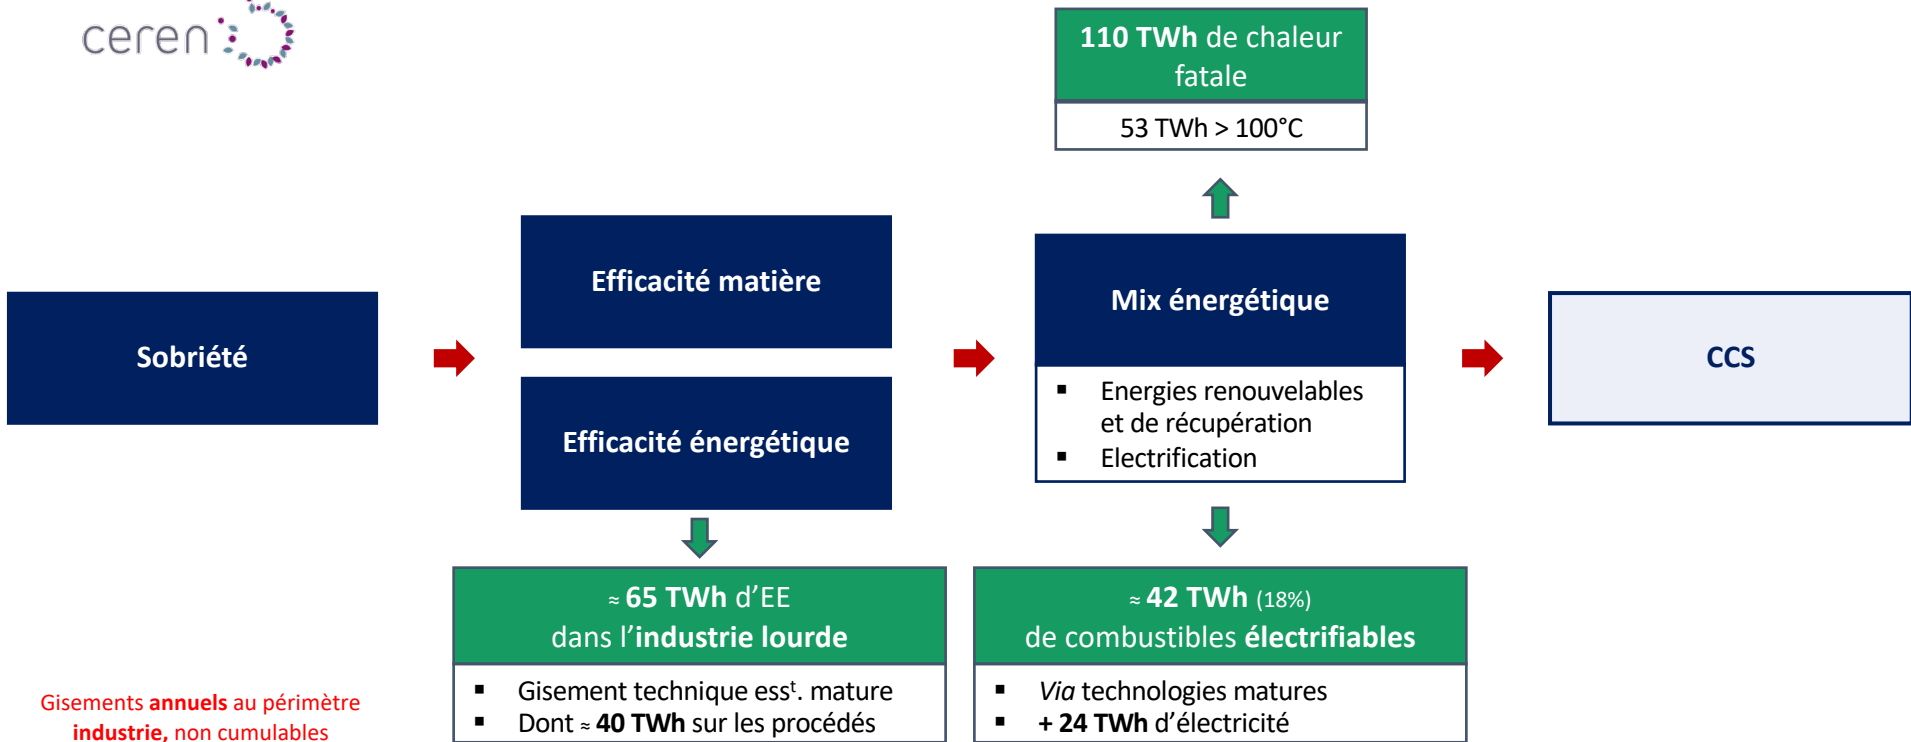 ceren
110 TWh de chaleur
fatale
53 TWh > 100°C
Sobriété
Efficacité matière
Efficacité énergétique
Mix énergétique
▪ Energies renouvelables
et de récupération
▪ Electrification
CCS
≈ 65 TWh d’EE
dans l’industrie lourde
▪ Gisement technique essᵗ. mature
▪ Dont ≈ 40 TWh sur les procédés
≈ 42 TWh (18%)
de combustibles électrifiables
▪ Via technologies matures
▪ + 24 TWh d’électricité
Gisements annuels au périmètre
industrie, non cumulables